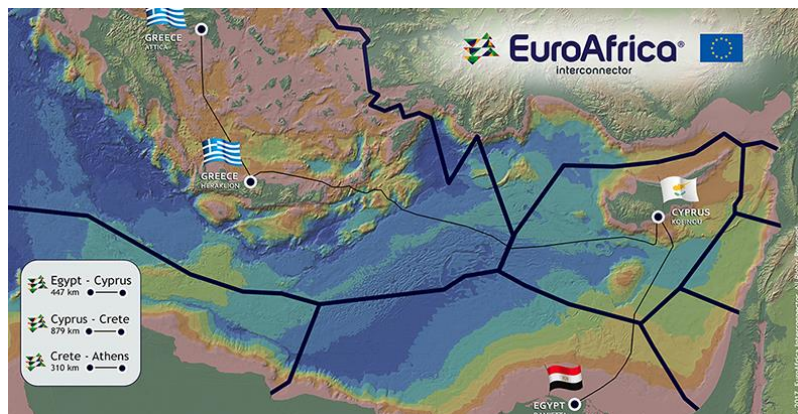 GREECE
ATTICA
EuroAfrica®
interconnector
GREECE
HERAKLION
CYPRUS
KOFINOU
Egypt - Cyprus
447 km
Cyprus - Crete
879 km
Crete - Athens
310 km
EGYPT